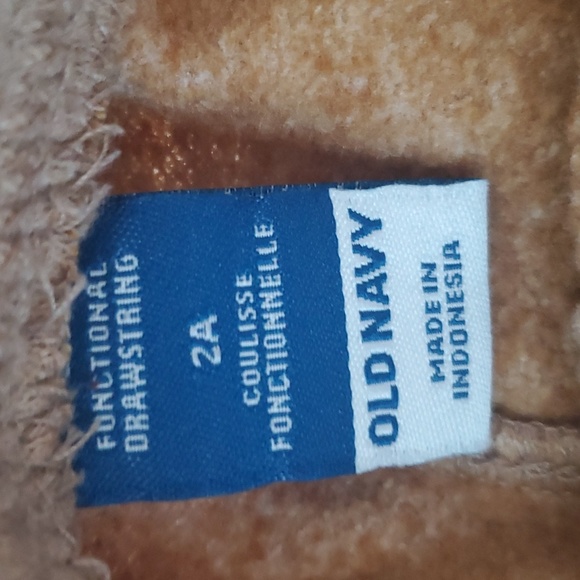 FUNCTIONAL
DRAWSTRING
2A
COULISSE
FONCTIONNELLE
OLD NAVY
MADE IN
INDONESIA